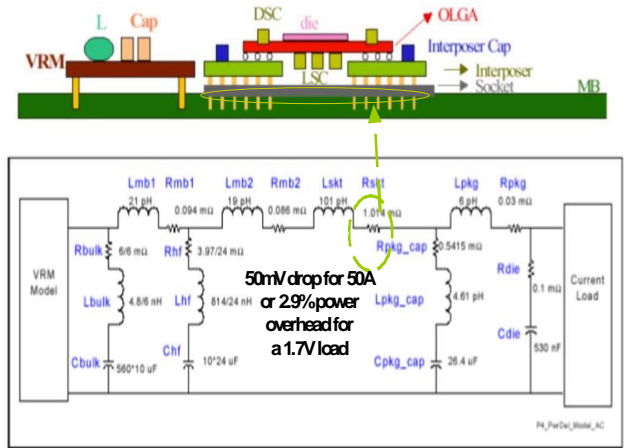 DSC
die
OLGA
L
Cap
Interposer Cap
VRM
LSC
Interposer
Socket
MB
Lmb1
Rmb1
Lmb2
Rmb2
Lskt
Rskt
Lpkg
Rpkg
21 pH
0.094 mΩ
19 pH
0.086 mΩ
101 pH
1.014 mΩ
6 pH
0.03 mΩ
Rbulk
6/6 mΩ
Rhf
3.97/24 mΩ
Rpkg_cap
0.5415 mΩ
Rdie
0.1 mΩ
VRM
Model
Current
Load
50mV drop for 50A
or 2.9% power
overhead for
a 1.7V load
Lbulk
4.8/6 nH
Lhf
814/24 nH
Lpkg_cap
4.61 pH
Cdie
530 nF
Cbulk
560*10 uF
Chf
10*24 uF
Cpkg_cap
26.4 uF
P4_PwrDel_Model_AC